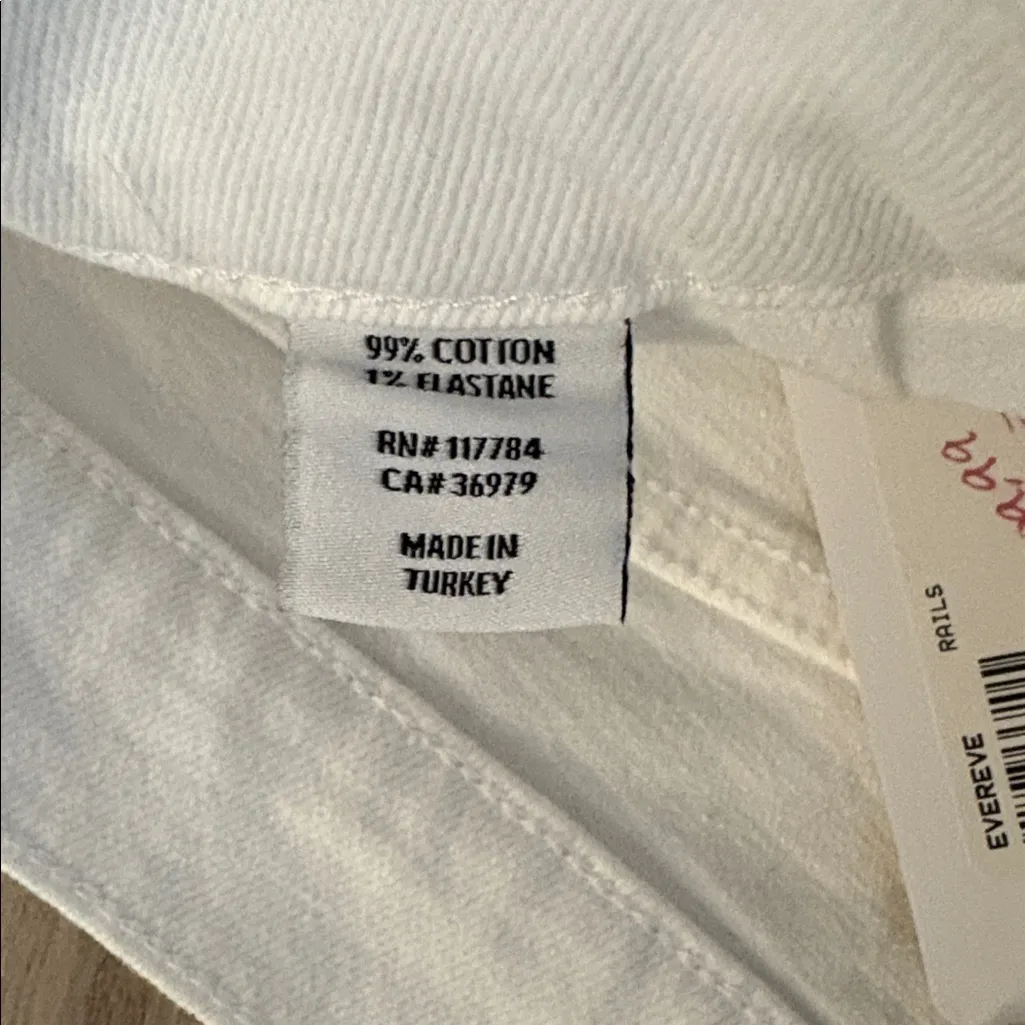 99% COTTON
1% ELASTANE
RN# 117784
CA# 36979
MADE IN
TURKEY
RAILS
EVEREVE